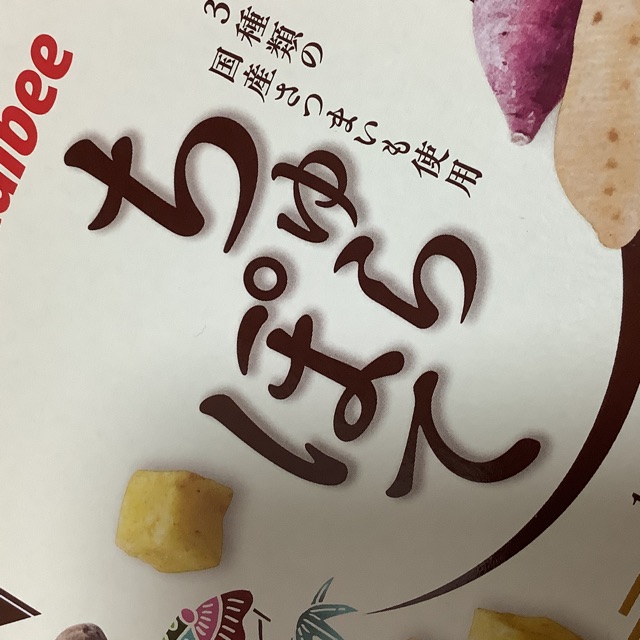 albee
3種類の
国産さつまいも使用
ちゅら
ぽて